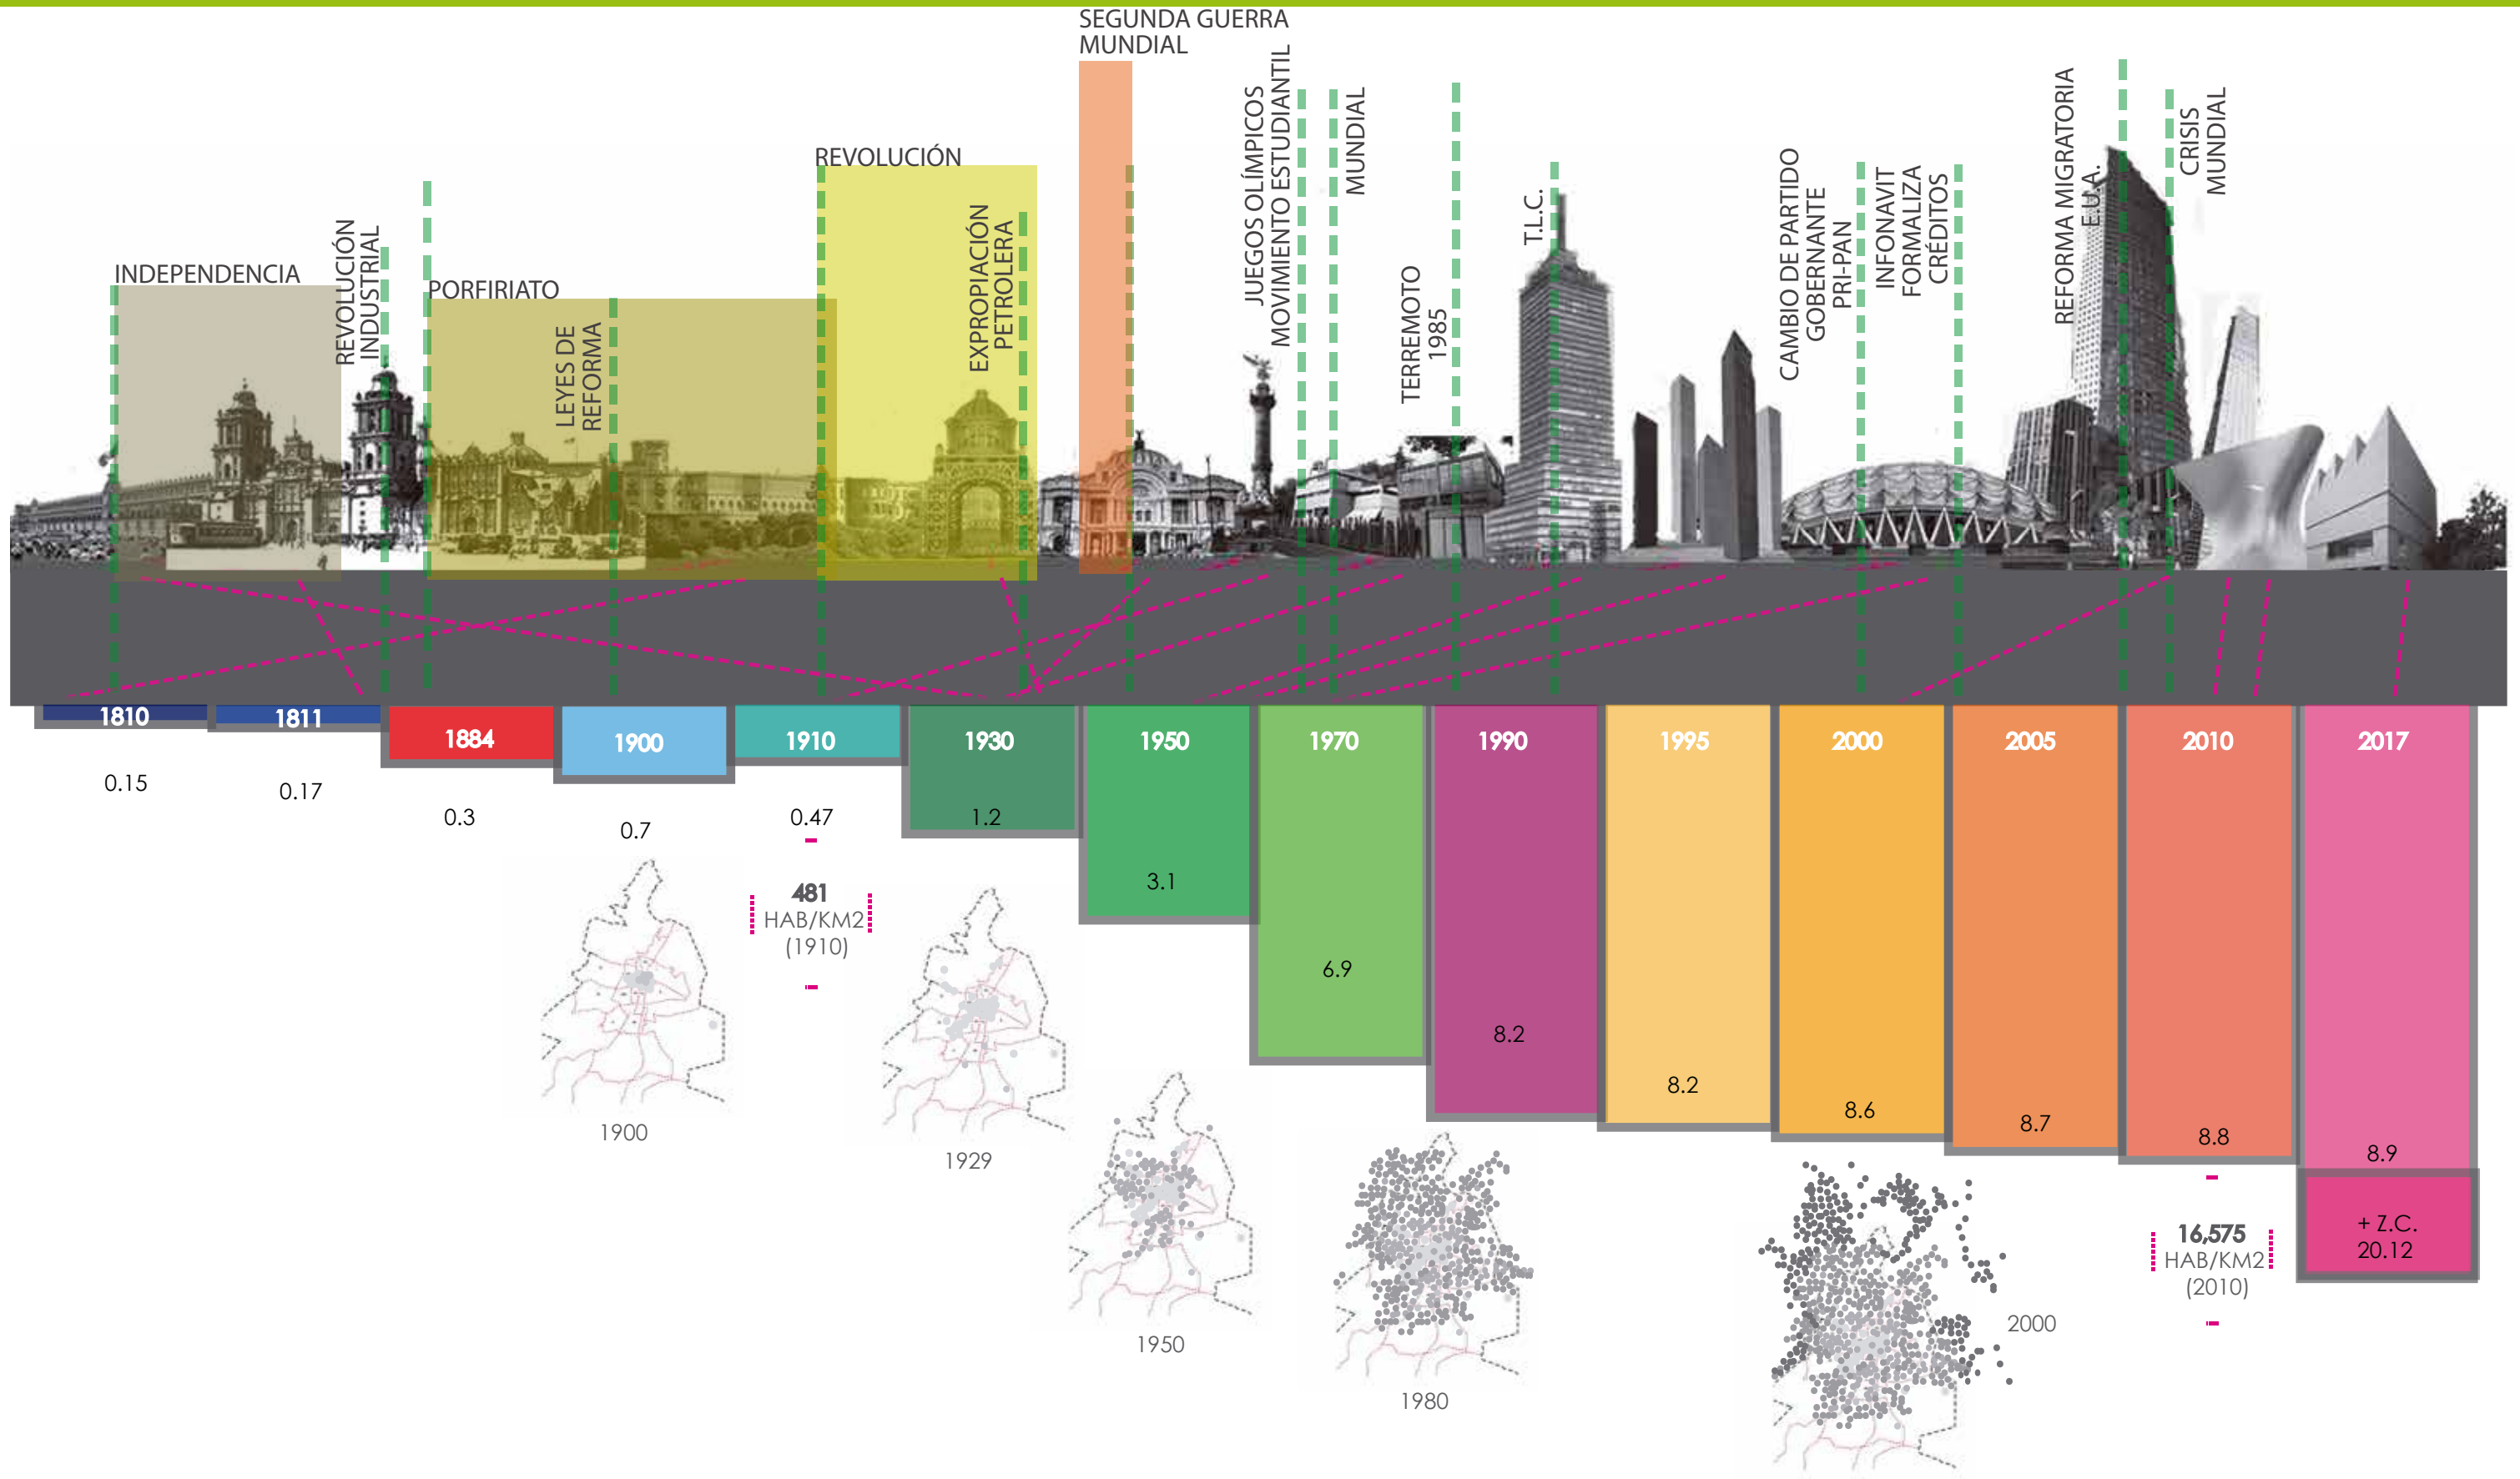 SEGUNDA GUERRA
MUNDIAL
INDEPENDENCIA
REVOLUCIÓN
INDUSTRIAL
PORFIRIATO
LEYES DE
REFORMA
REVOLUCIÓN
EXPROPIACIÓN
PETROLERA
JUEGOS OLÍMPICOS
MOVIMIENTO ESTUDIANTIL
MUNDIAL
TEREMOTO
1985
T.L.C.
CAMBIO DE PARTIDO
GOBERNANTE
PRI-PAN
INFONAVIT
FORMALIZA
CRÉDITOS
REFORMA MIGRATORIA
E.U.A.
CRISIS
MUNDIAL
1810
1811
1884
1900
1910
1930
1950
1970
1990
1995
2000
2005
2010
2017
0.15
0.17
0.3
0.7
0.47
1.2
3.1
6.9
8.2
8.2
8.6
8.7
8.8
8.9
481
HAB/KM2
(1910)
+ Z.C.
20.12
16,575
HAB/KM2
(2010)
1900
1929
1950
1980
2000